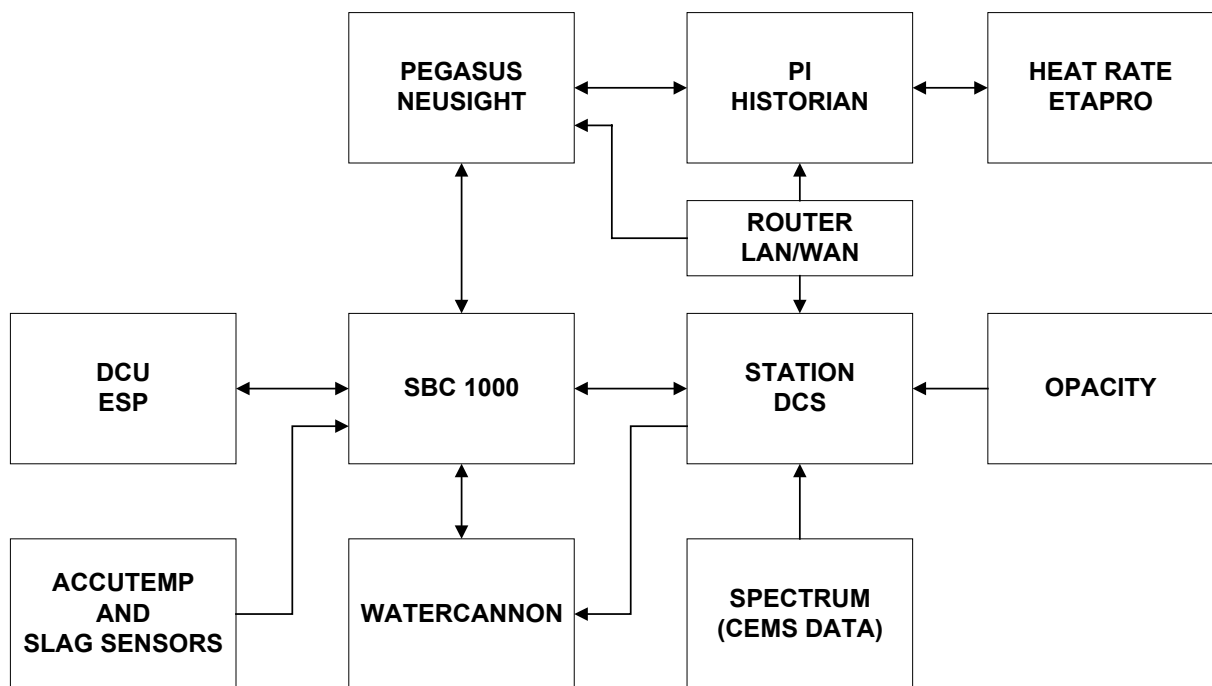 PEGASUS
NEUSIGHT
PI
HISTORIAN
HEAT RATE
ETAPRO
ROUTER
LAN/WAN
DCU
ESP
SBC 1000
STATION
DCS
OPACITY
ACCUTEMP
AND
SLAG SENSORS
WATERCANNON
SPECTRUM
(CEMS DATA)